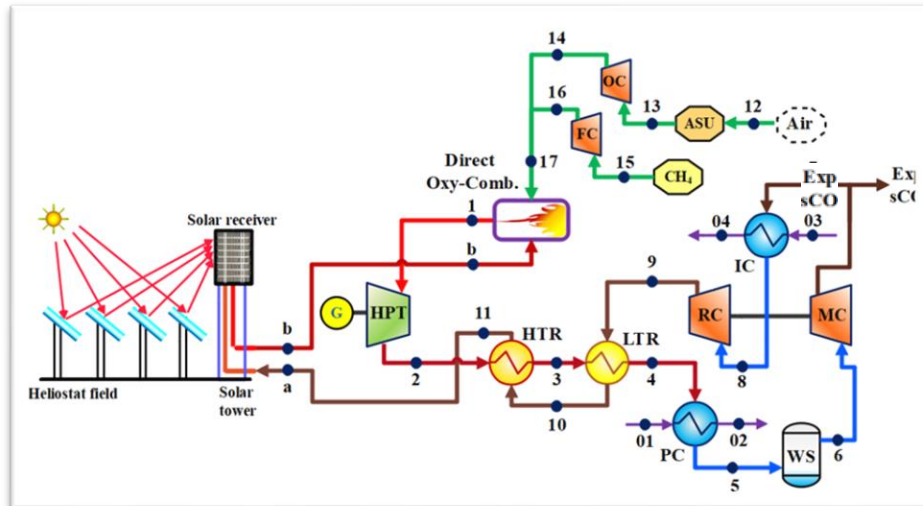 14
OC
16
13
12
ASU
Air
FC
Direct
Oxy-Comb.
17
15
CH₄
Exp
sCO
1
04
03
Solar receiver
b
IC
9
G
HPT
11
RC
MC
HTR
LTR
b
2
3
4
8
a
Heliostat field
Solar
tower
10
01
02
PC
WS
6
5